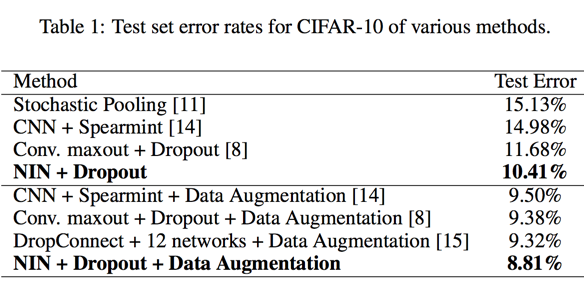 Table 1: Test set error rates for CIFAR-10 of various methods.
Method Test Error
Stochastic Pooling [11] 15.13%
CNN + Spearmint [14] 14.98%
Conv. maxout + Dropout [8] 11.68%
NIN + Dropout 10.41%
CNN + Spearmint + Data Augmentation [14] 9.50%
Conv. maxout + Dropout + Data Augmentation [8] 9.38%
DropConnect + 12 networks + Data Augmentation [15] 9.32%
NIN + Dropout + Data Augmentation 8.81%